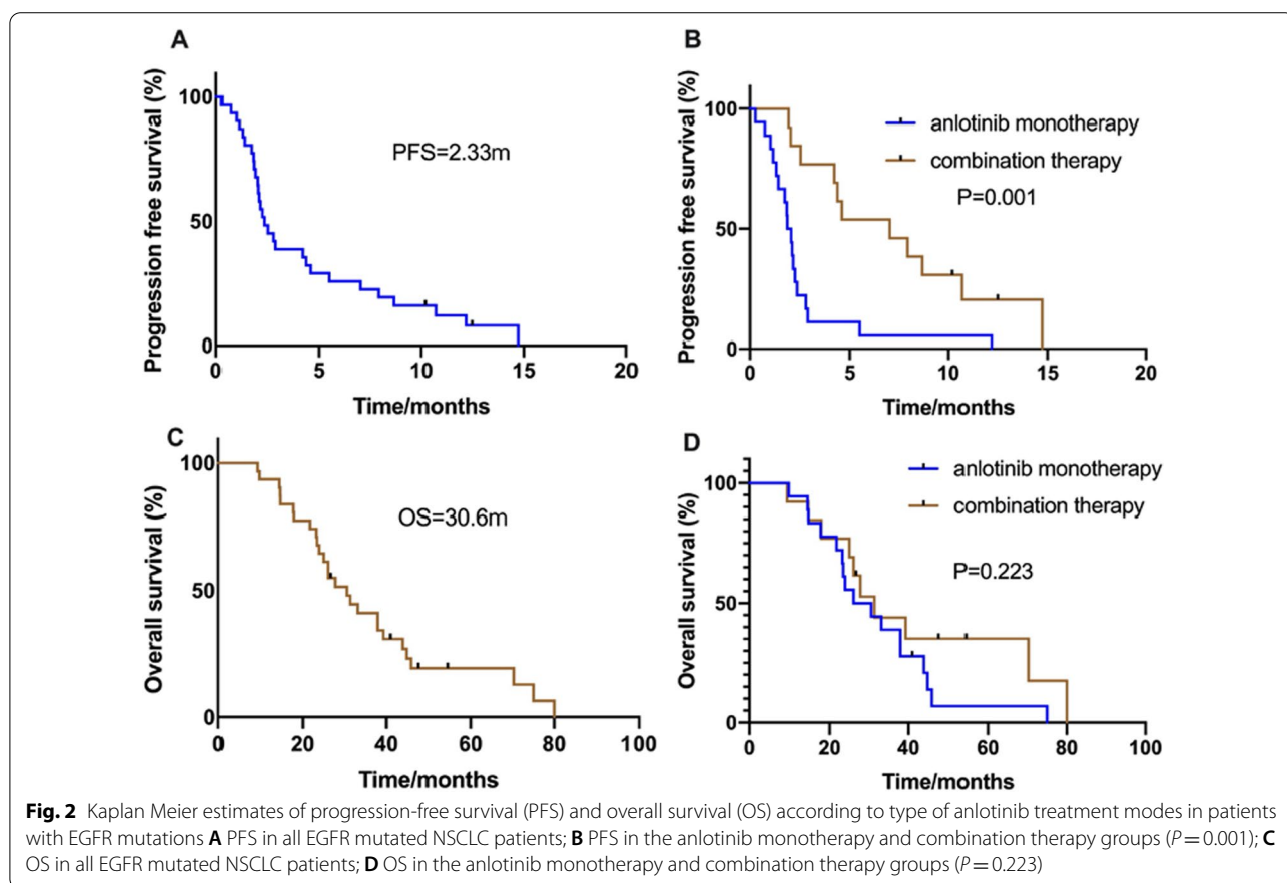 A
Progression free survival (%)
100
50
0
PFS=2.33m
0 5 10 15 20
Time/months
B
Progression free survival (%)
100
50
0
anlotinib monotherapy
combination therapy
P=0.001
0 5 10 15 20
Time/months
C
Overall survival (%)
100
50
0
OS=30.6m
0 20 40 60 80 100
Time/months
D
Overall survival (%)
100
50
0
anlotinib monotherapy
combination therapy
P=0.223
0 20 40 60 80 100
Time/months
Fig. 2 Kaplan Meier estimates of progression-free survival (PFS) and overall survival (OS) according to type of anlotinib treatment modes in patients
with EGFR mutations A PFS in all EGFR mutated NSCLC patients; B PFS in the anlotinib monotherapy and combination therapy groups (P = 0.001); C
OS in all EGFR mutated NSCLC patients; D OS in the anlotinib monotherapy and combination therapy groups (P = 0.223)